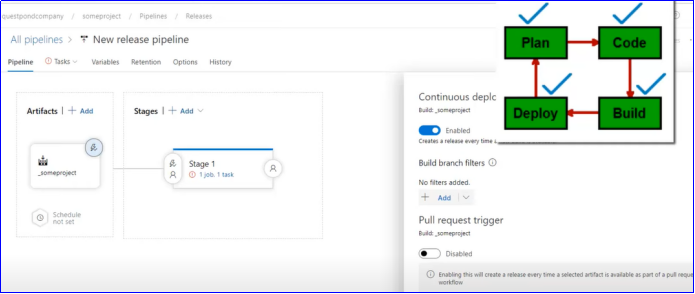 questpondcompany / someproject / Pipelines / Releases
All pipelines > New release pipeline
Pipeline Tasks Variables Retention Options History
Artifacts | + Add
Stages | + Add
_someproject
Schedule
not set
Stage 1
1 job, 1 task
Continuous deplo
Build: _someproject
Enabled
Creates a release every time
Build branch filters
No filters added.
+ Add
Pull request trigger
Build: _someproject
Disabled
Enabling this will create a release every time a selected artifact is available as part of a pull reque
workflow
Plan
Code
Deploy
Build